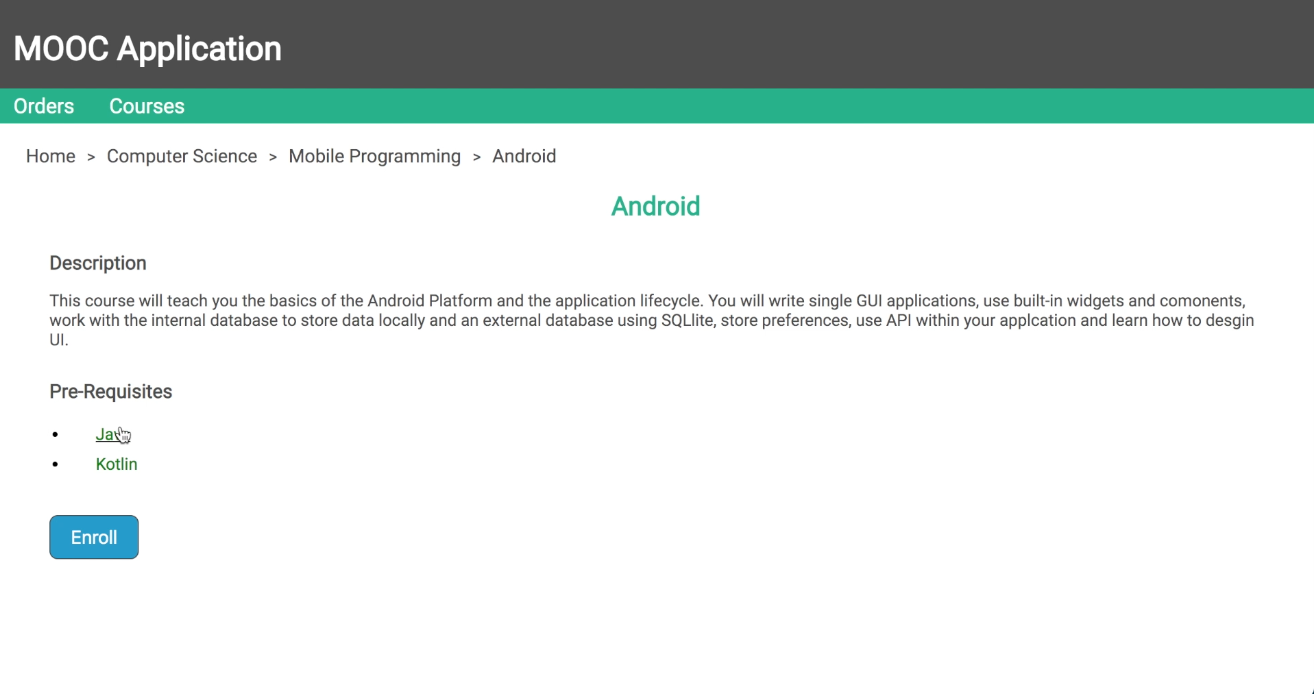 MOOC Application
Orders Courses
Home > Computer Science > Mobile Programming > Android
Android
Description
This course will teach you the basics of the Android Platform and the application lifecycle. You will write single GUI applications, use built-in widgets and comonents,
work with the internal database to store data locally and an external database using SQLlite, store preferences, use API within your applcation and learn how to desgin
UI.
Pre-Requisites
• 
• Kotlin
Enroll